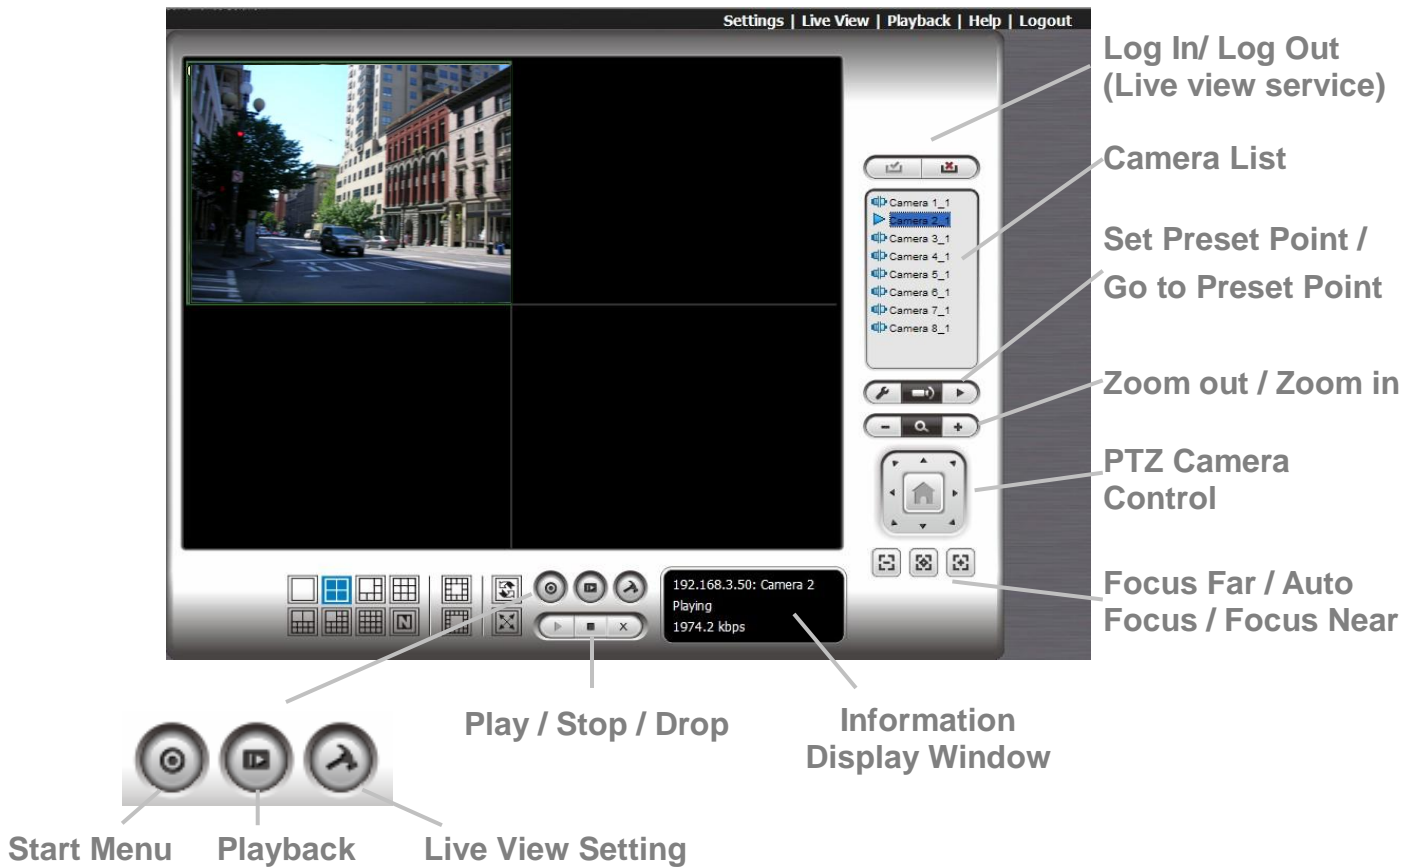 Settings | Live View | Playback | Help | Logout
Log In/ Log Out
(Live view service)
Camera List
Camera 1_1
Camera 2_1
Camera 3_1
Camera 4_1
Camera 5_1
Camera 6_1
Camera 7_1
Camera 8_1
Set Preset Point /
Go to Preset Point
Zoom out / Zoom in
PTZ Camera
Control
Focus Far / Auto
Focus / Focus Near
N
192.168.3.50: Camera 2
Playing
1974.2 kbps
Play / Stop / Drop
Information
Display Window
Start Menu
Playback
Live View Setting